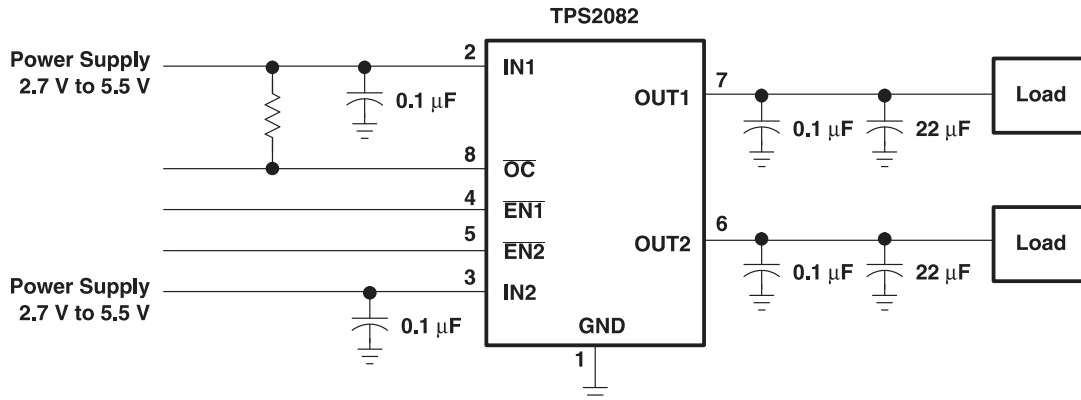 TPS2082
Power Supply
2.7 V to 5.5 V
2
IN1
0.1 μF
7
OUT1
0.1 μF
22 μF
Load
8
OC
4
EN1
5
EN2
6
OUT2
0.1 μF
22 μF
Load
Power Supply
2.7 V to 5.5 V
3
IN2
0.1 μF
GND
1